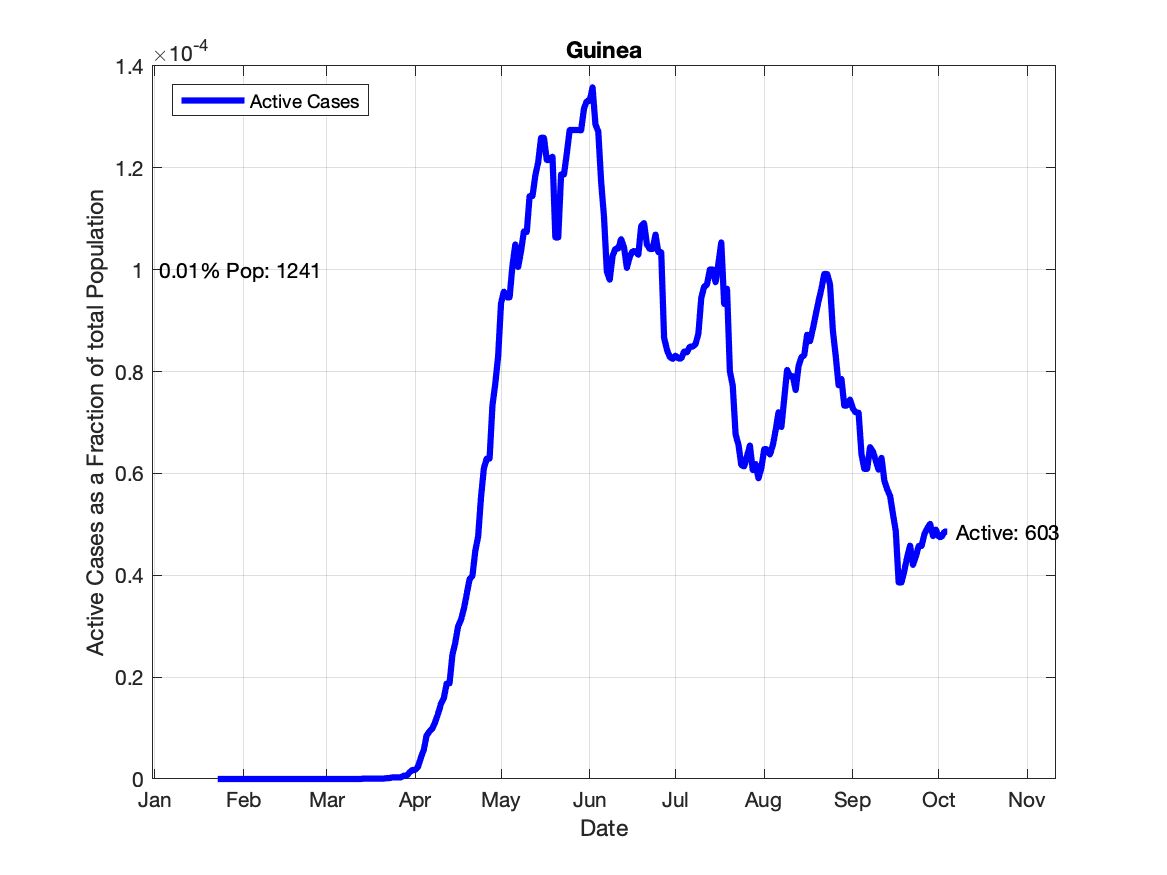 ×10-4
Guinea
1.4
Active Cases
1.2
1
0.01% Pop: 1241
0.8
0.6
Active: 603
0.4
0.2
0
Active Cases as a Fraction of total Population
Jan Feb Mar Apr May Jun Jul Aug Sep Oct Nov
Date